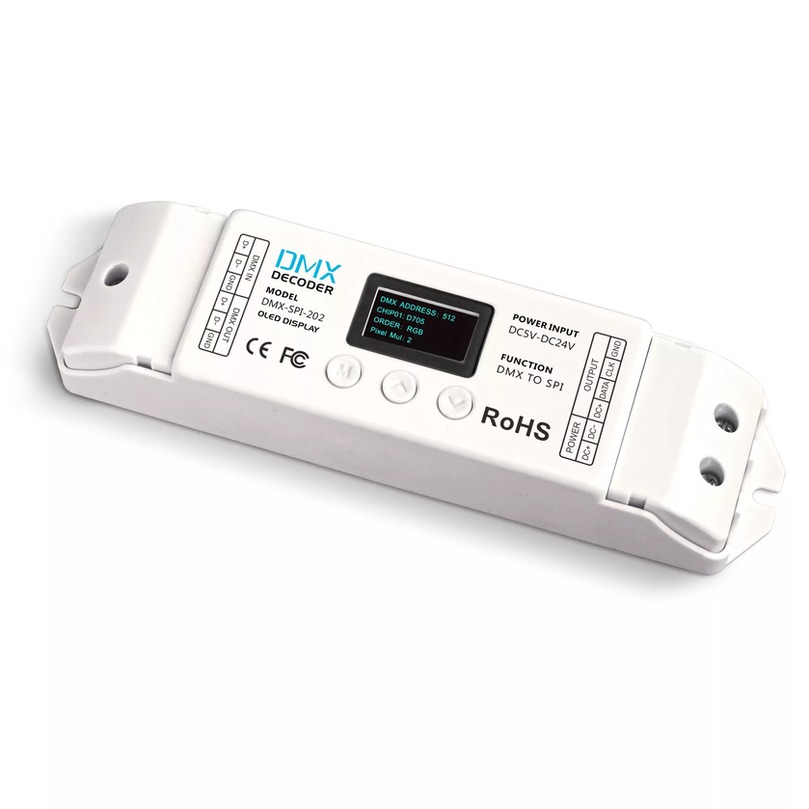 D+
D-
GND
DMX IN
D+
D-
GND
DMX OUT
DMX
DECODER
MODEL
DMX-SPI-202
OLED DISPLAY
CE FC
DMX ADDRESS: 512
CHIP01: D705
ORDER: RGB
Pixel Mul: 2
M
POWER INPUT
DC5V-DC24V
FUNCTION
DMX TO SPI
RoHS
POWER
DC+
DC-
OUTPUT
DC+
DATA
CLK
GND